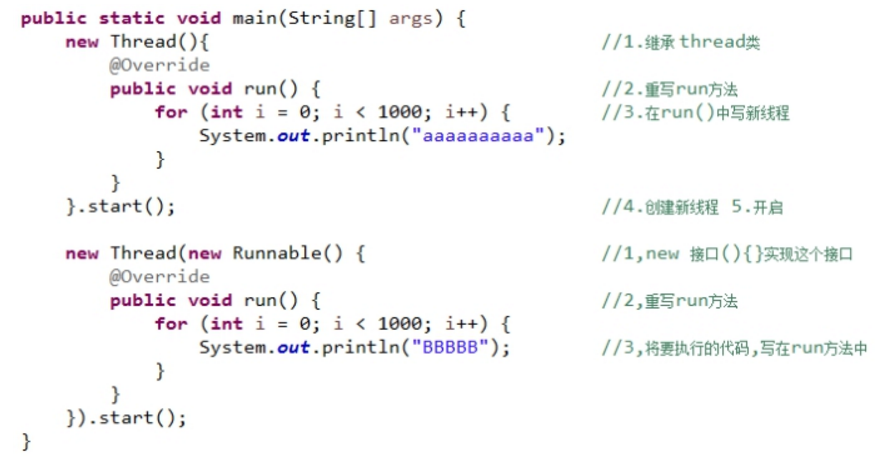 public static void main(String[] args) {
    new Thread(){ //1.继承thread类
        @Override
        public void run() { //2.重写run方法
            for (int i = 0; i < 1000; i++) { //3.在run()中写新线程
                System.out.println("aaaaaaaaaa");
            }
        }
    }.start(); //4.创建新线程 5.开启
    new Thread(new Runnable() { //1,new 接口(){}实现这个接口
        @Override
        public void run() { //2,重写run方法
            for (int i = 0; i < 1000; i++) {
                System.out.println("BBBBB"); //3,将要执行的代码,写在run方法中
            }
        }
    }).start();
}